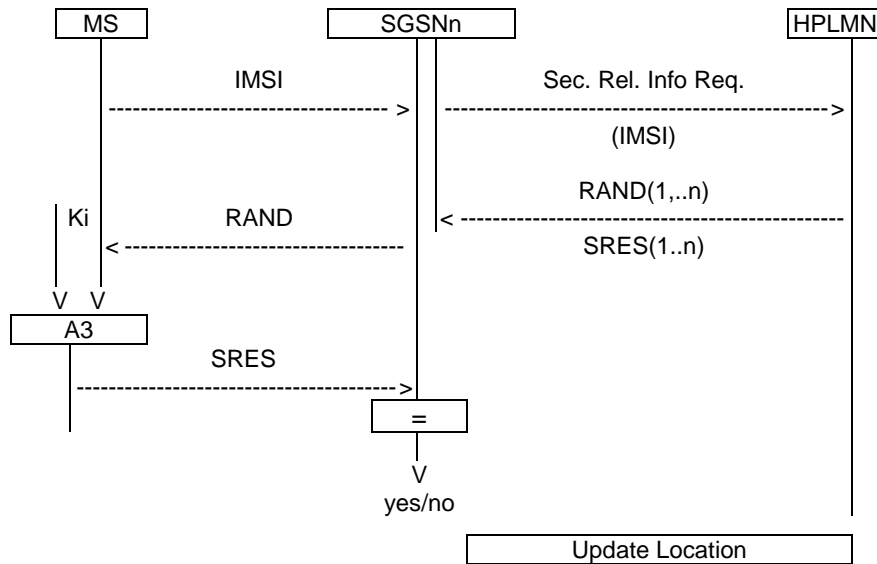 MS SGSNn HPLMN
IMSI Sec. Rel. Info Req.
(IMSI)
RAND(1,..n)
Ki RAND
SRES(1..n)
V V
A3
SRES
=
V
yes/no
Update Location